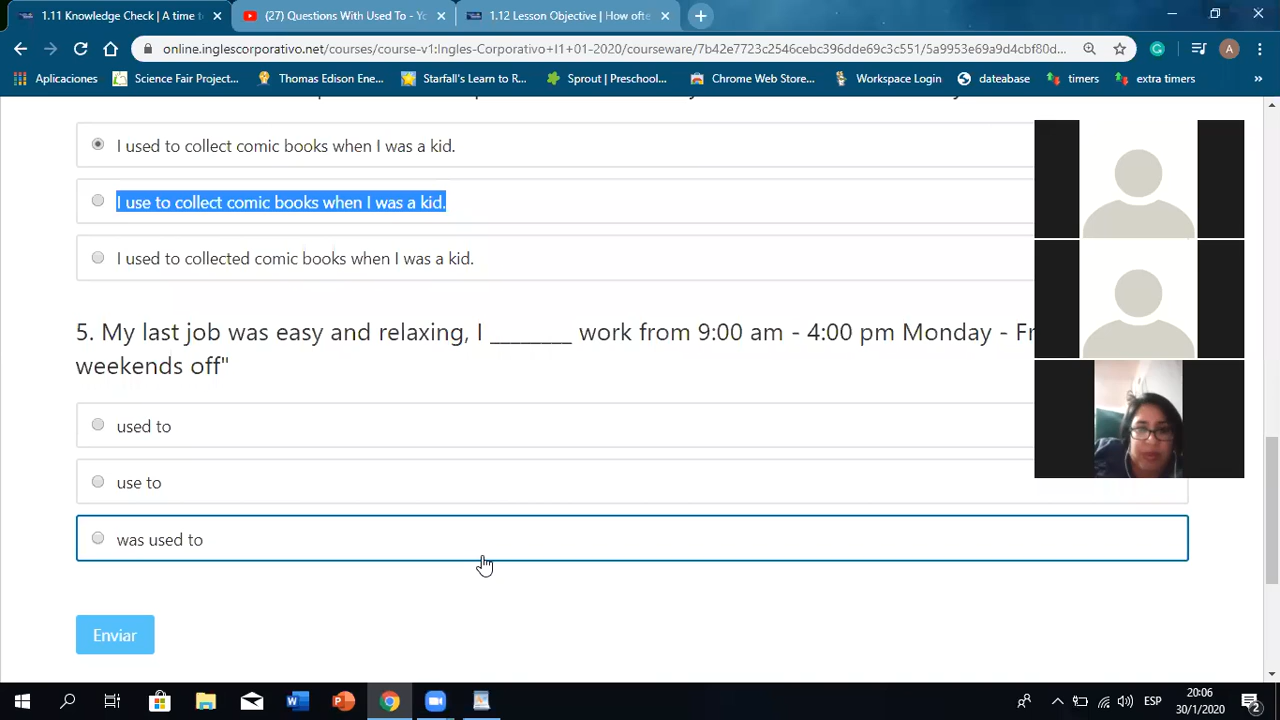 1.11 Knowledge Check | A time t
(27) Questions With Used To - Yo
1.12 Lesson Objective | How ofte
online.inglescorporativo.net/courses/course-v1:Ingles-Corporativo+I1+01-2020/courseware/7b42e7723c2546cebc396dde69c3c551/5a9953e69a9d4cbf80d...
A
Aplicaciones
Science Fair Project...
Thomas Edison Ene...
Starfall's Learn to R...
Sprout | Preschool...
Chrome Web Store...
Workspace Login
dateabase
timers
extra timers
»
I used to collect comic books when I was a kid.
I use to collect comic books when I was a kid.
I used to collected comic books when I was a kid.
5. My last job was easy and relaxing, I ________ work from 9:00 am - 4:00 pm Monday - Fr
weekends off"
used to
use to
was used to
Enviar
ESP
20:06
30/1/2020
2